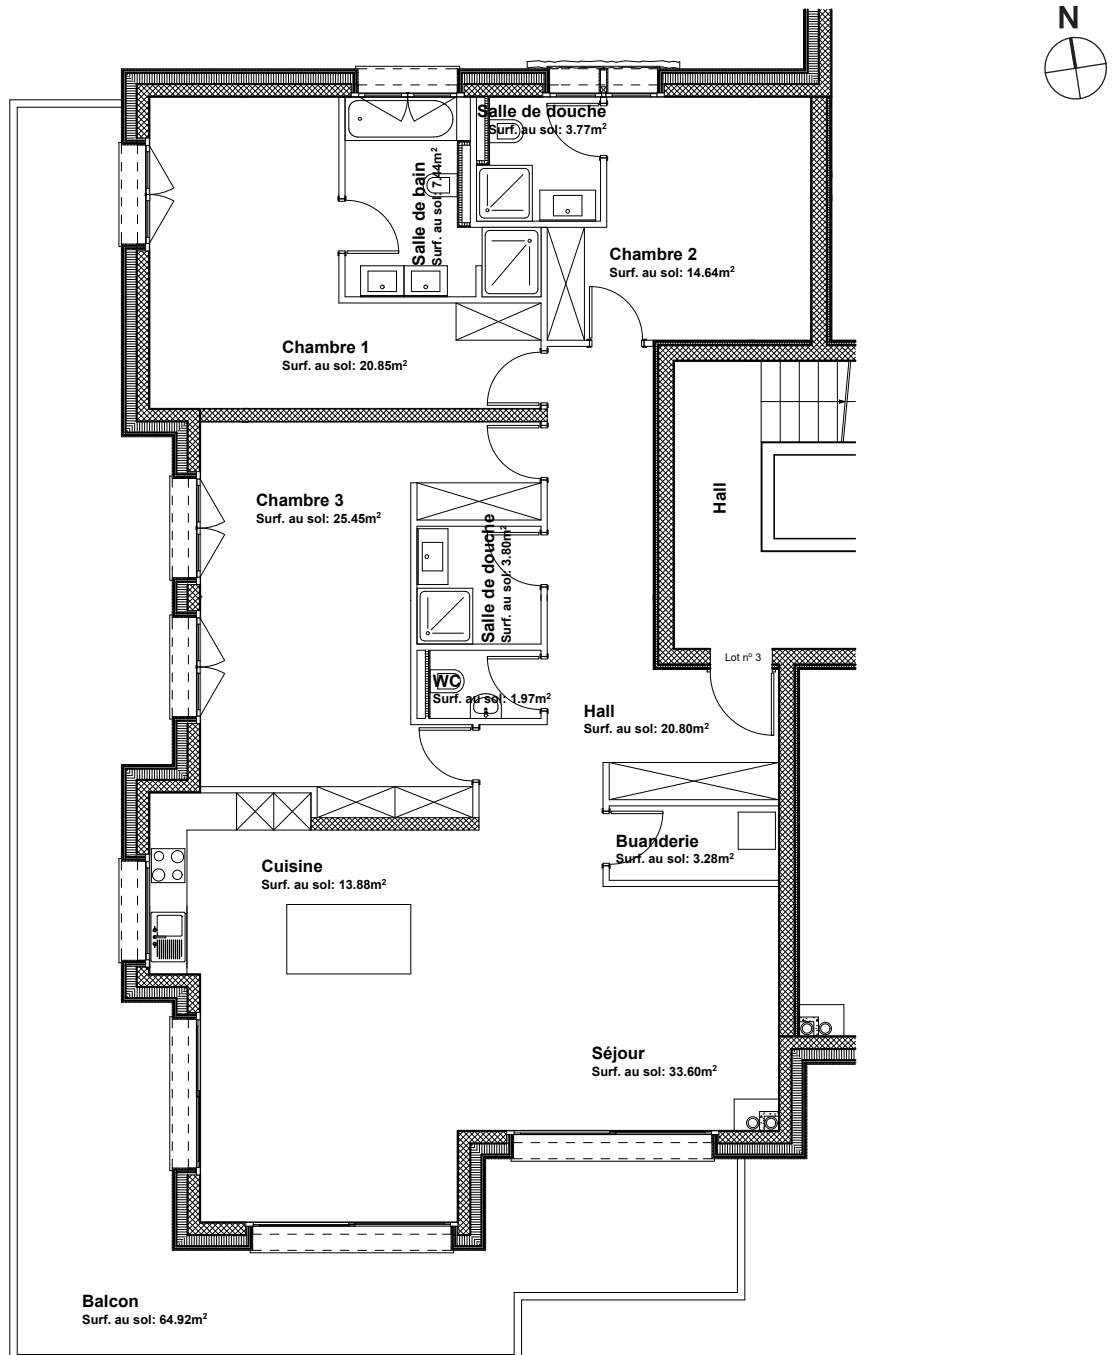 N
Salle de douche
Surf. au sol: 3.77m²
Salle de bain
Surf. au sol: 7.44m²
Chambre 2
Surf. au sol: 14.64m²
Chambre 1
Surf. au sol: 20.85m²
Chambre 3
Surf. au sol: 25.45m²
Hall
Salle de douche
Surf. au sol: 3.80m²
Lot nº 3
WC
Surf. au sol: 1.97m²
Hall
Surf. au sol: 20.80m²
Buanderie
Surf. au sol: 3.28m²
Cuisine
Surf. au sol: 13.88m²
Séjour
Surf. au sol: 33.60m²
Balcon
Surf. au sol: 64.92m²